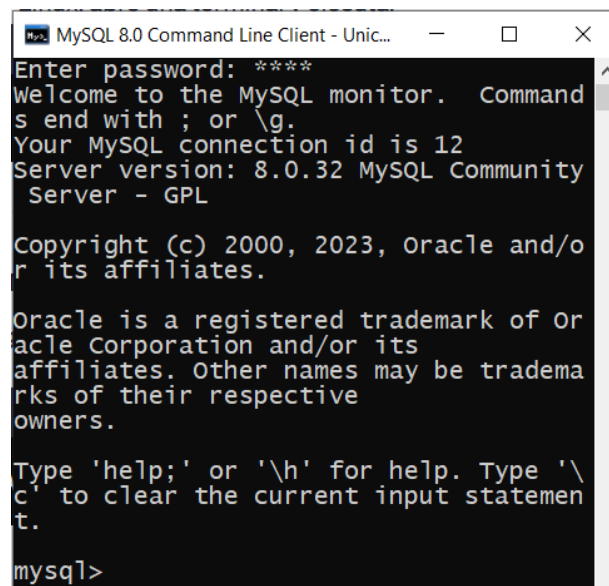 MySQL 8.0 Command Line Client - Unic...
Enter password: ****
Welcome to the MySQL monitor.  Command
s end with ; or \g.
Your MySQL connection id is 12
Server version: 8.0.32 MySQL Community
 Server - GPL
Copyright (c) 2000, 2023, Oracle and/o
r its affiliates.
Oracle is a registered trademark of Or
acle Corporation and/or its
affiliates. Other names may be tradema
rks of their respective
owners.
Type 'help;' or '\h' for help. Type '\
c' to clear the current input statemen
t.
mysql>